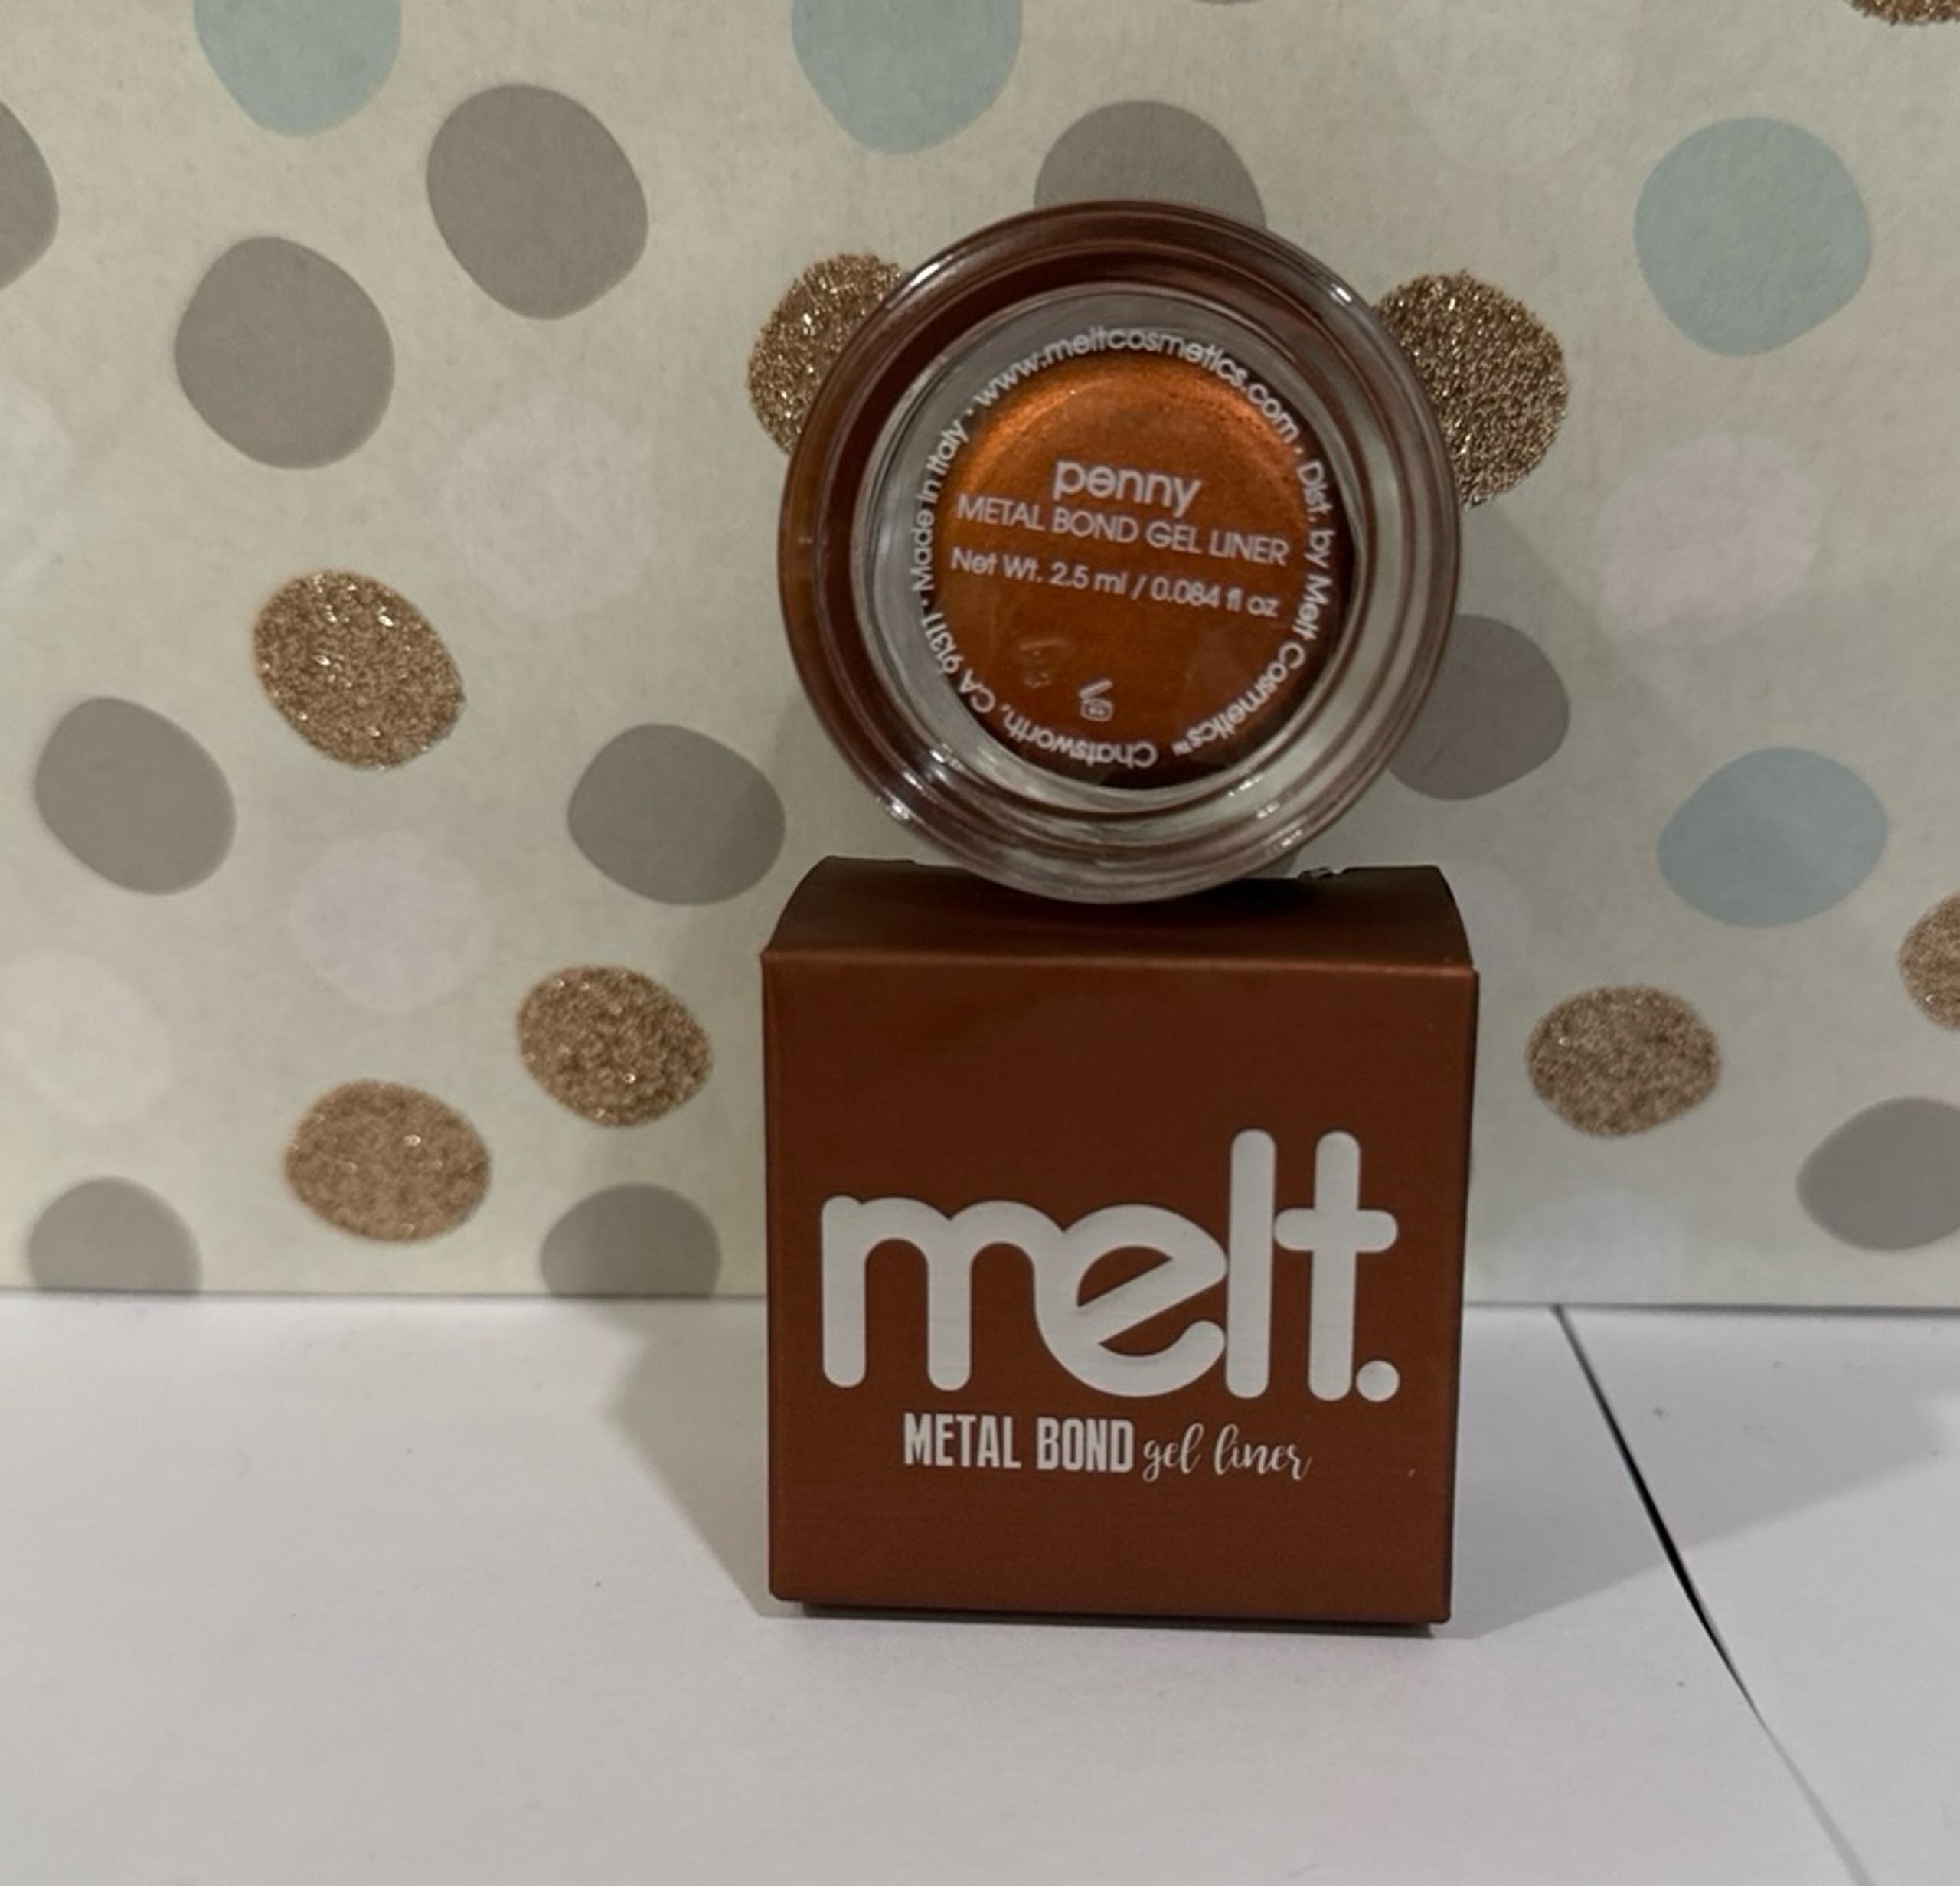 penny
METAL BOND GEL LINER
Net Wt. 2.5 ml / 0.084 fl oz
www.meltcosmetics.com · Dist. by Melt Cosmetics™ Chatsworth, CA 91311 · Made in Italy ·
melt.
METAL BOND gel liner